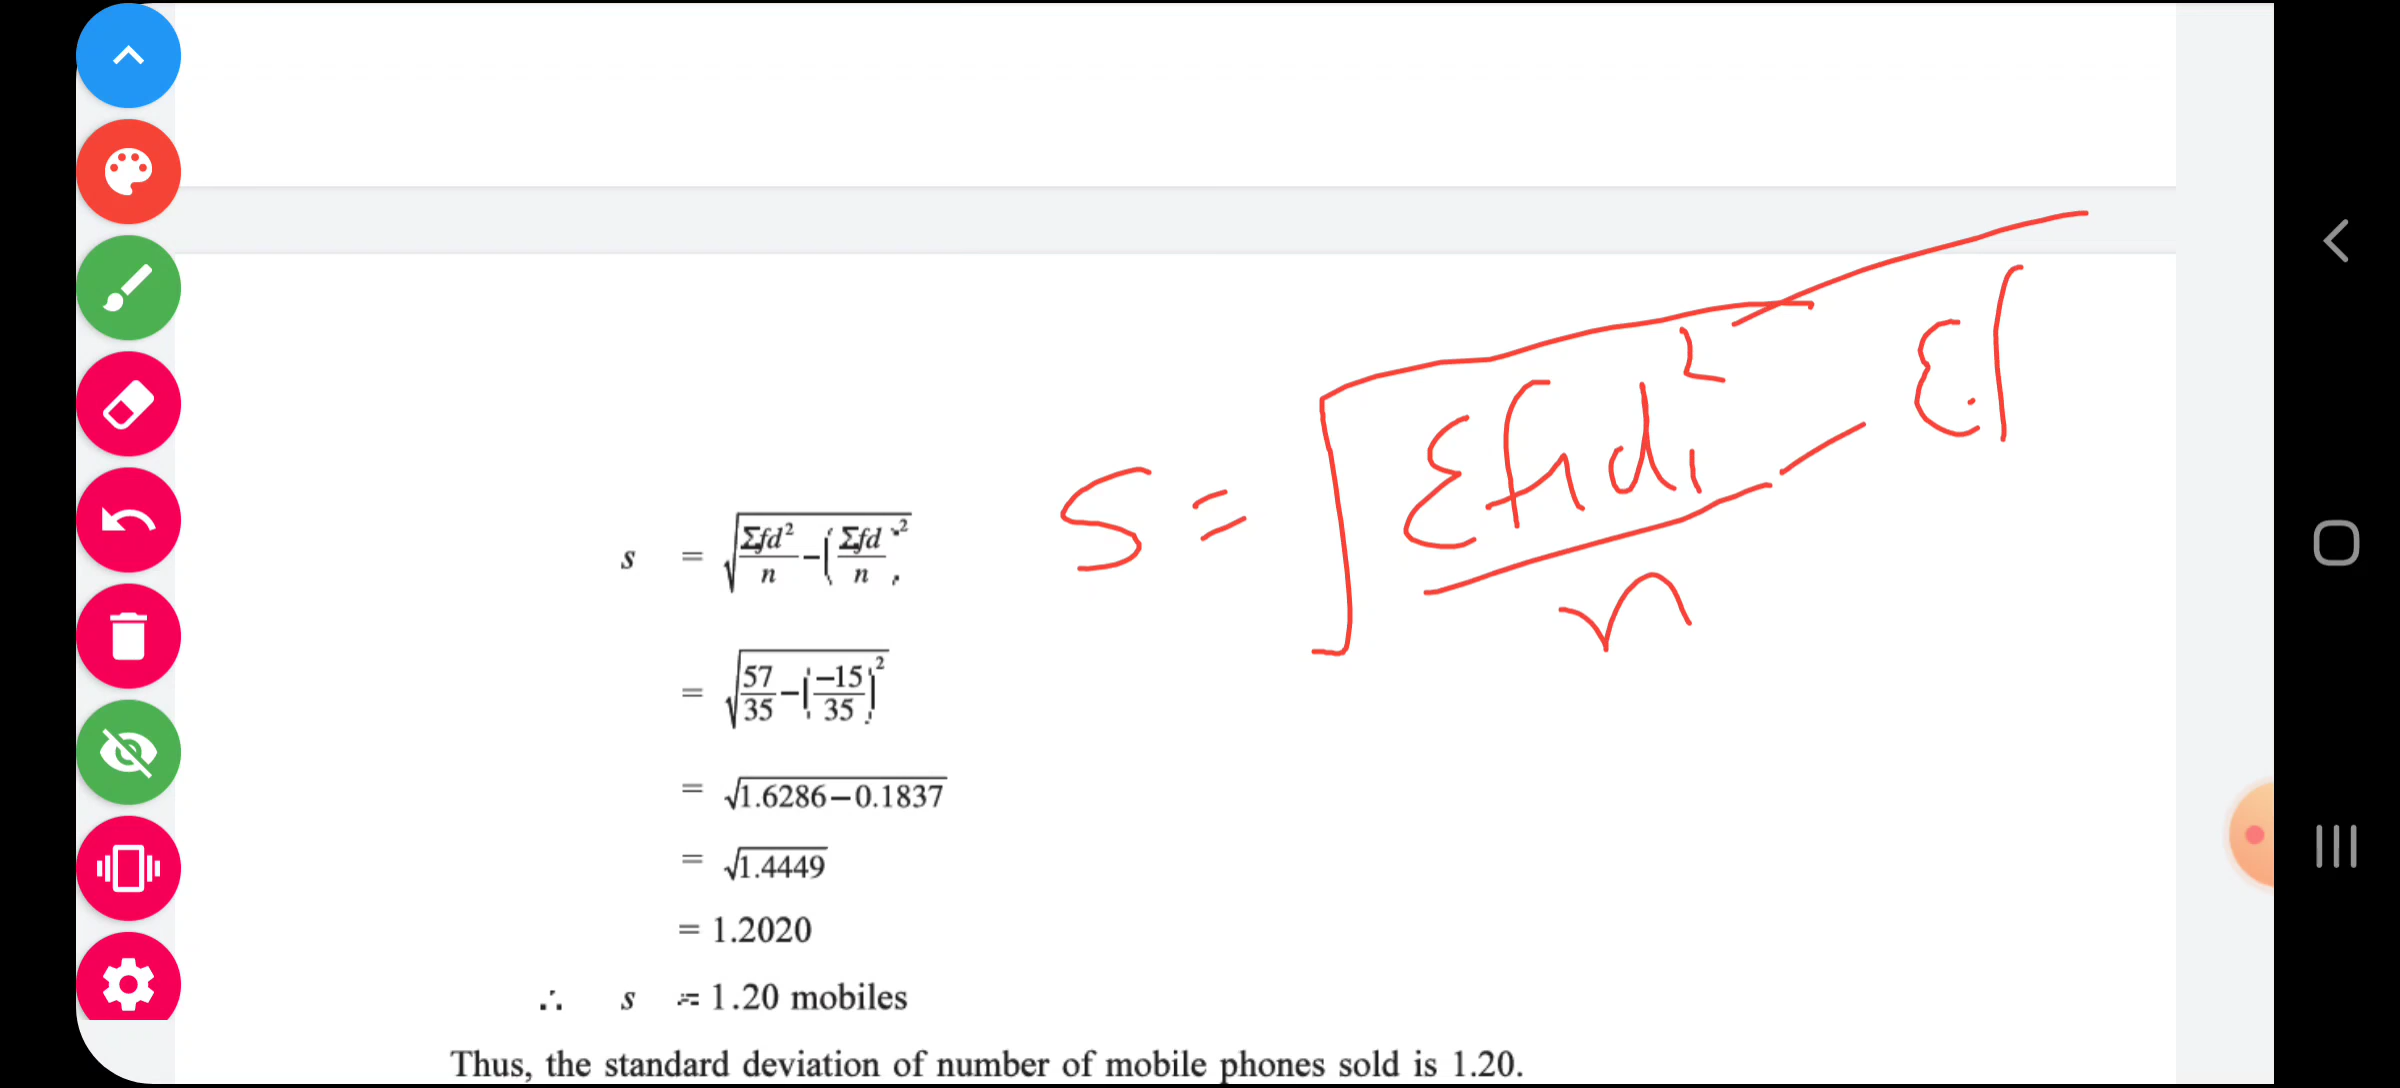 s = √(Σfd²/n − (Σfd/n)²)
= √(57/35 − (−15/35)²)
= √1.6286−0.1837
= √1.4449
= 1.2020
∴ s = 1.20 mobiles
Thus, the standard deviation of number of mobile phones sold is 1.20.
S = √(Σfidi²/n − Σ